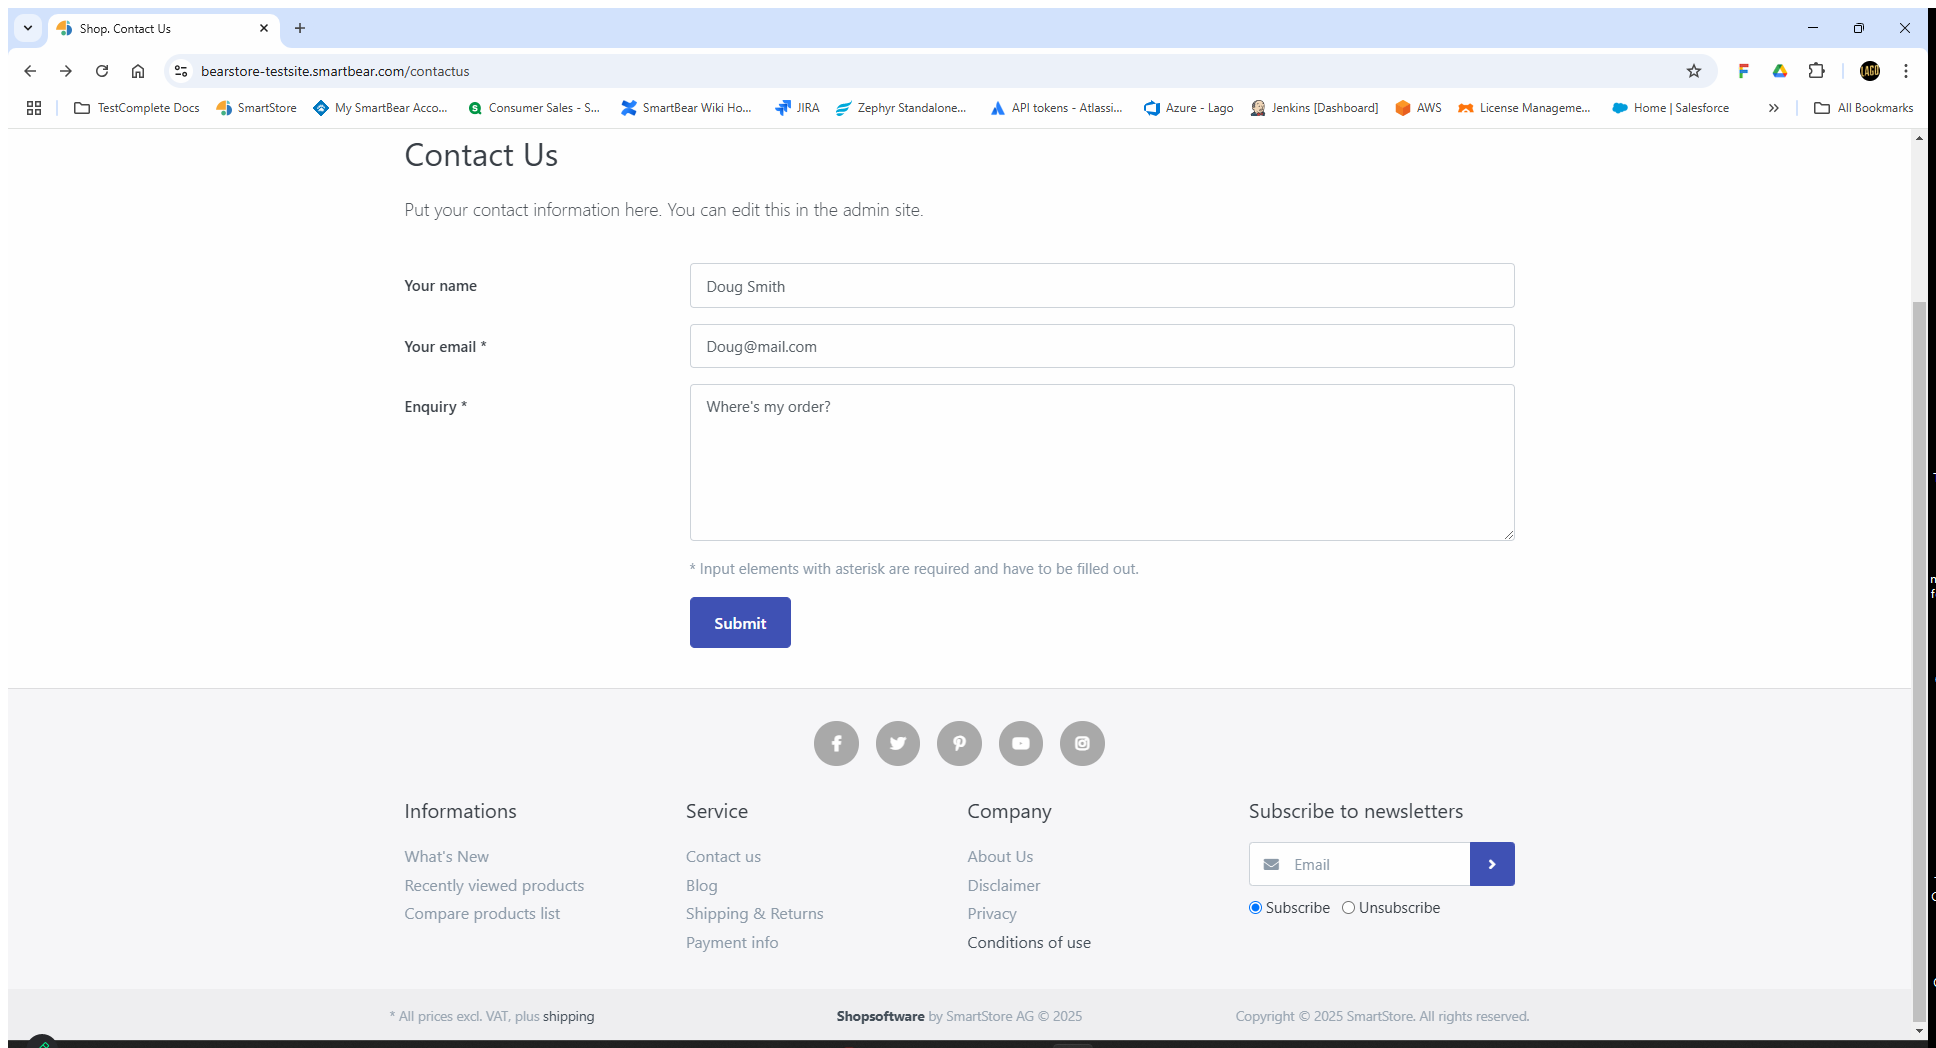 Shop. Contact Us
bearstore-testsite.smartbear.com/contactus
LAGO
TestComplete Docs
SmartStore
My SmartBear Acco...
Consumer Sales - S...
SmartBear Wiki Ho...
JIRA
Zephyr Standalone...
API tokens - Atlassi...
Azure - Lago
Jenkins [Dashboard]
AWS
License Manageme...
Home | Salesforce
All Bookmarks
Contact Us
Put your contact information here. You can edit this in the admin site.
Your name
Doug Smith
Your email *
Doug@mail.com
Enquiry *
Where's my order?
* Input elements with asterisk are required and have to be filled out.
Submit
Informations
What's New
Recently viewed products
Compare products list
Service
Contact us
Blog
Shipping & Returns
Payment info
Company
About Us
Disclaimer
Privacy
Conditions of use
Subscribe to newsletters
Email
Subscribe
Unsubscribe
* All prices excl. VAT, plus shipping
Shopsoftware by SmartStore AG © 2025
Copyright © 2025 SmartStore. All rights reserved.